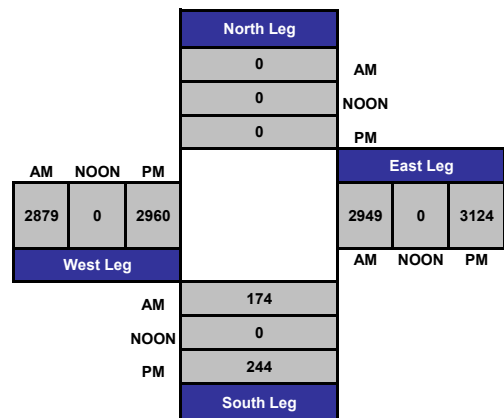 North Leg
0
AM
0
NOON
0
PM
AM NOON PM
East Leg
2879 0 2960
2949 0 3124
West Leg
AM NOON PM
AM 174
NOON 0
PM 244
South Leg